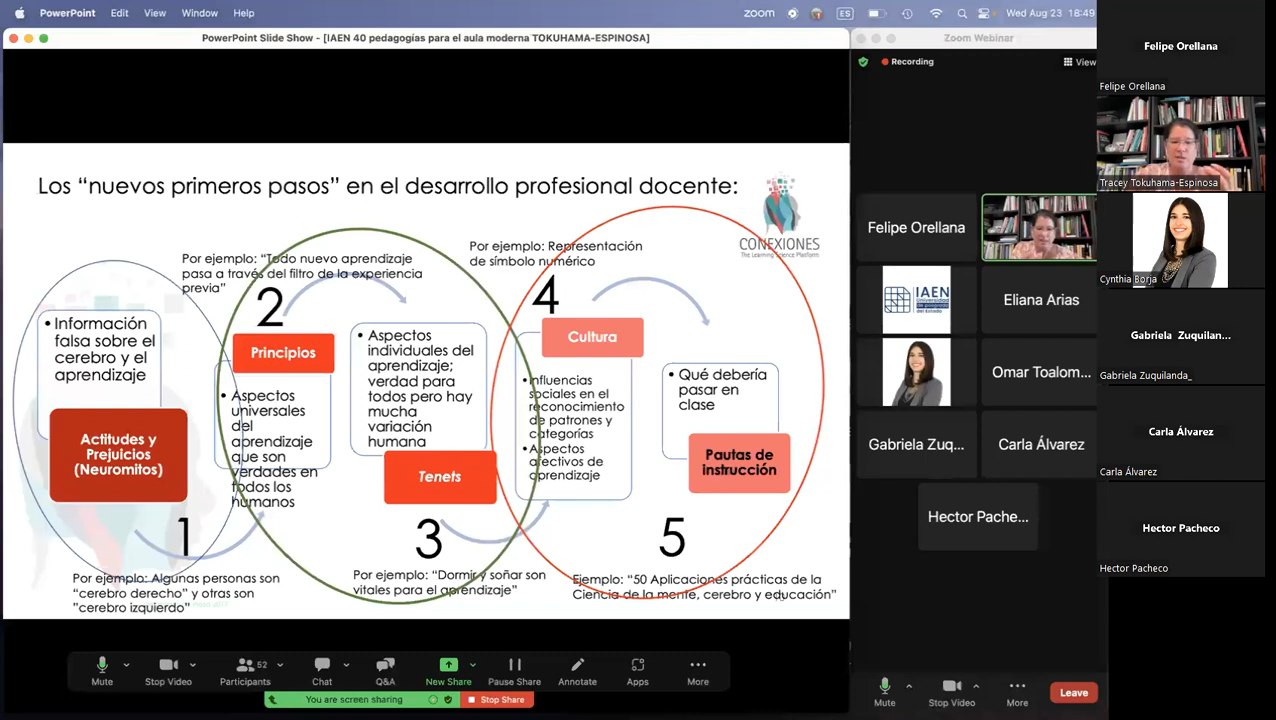 PowerPoint Edit View Window Help
zoom ES Wed Aug 23 18:49
PowerPoint Slide Show - [IAEN 40 pedagogías para el aula moderna TOKUHAMA-ESPINOSA]
Los “nuevos primeros pasos” en el desarrollo profesional docente:
CONEXIONES
The Learning Science Platform
• Información
falsa sobre el
cerebro y el
aprendizaje
Actitudes y
Prejuicios
(Neuromitos)
1
Por ejemplo: Algunas personas son
“cerebro derecho” y otras son
"cerebro izquierdo”
Por ejemplo: “Todo nuevo aprendizaje
pasa a través del filtro de la experiencia
previa”
2
Principios
• Aspectos
universales
del
aprendizaje
que son
verdades en
todos los
humanos
• Aspectos
individuales del
aprendizaje;
verdad para
todos pero hay
mucha
variación
humana
Tenets
3
Por ejemplo: “Dormir y soñar son
vitales para el aprendizaje”
Por ejemplo: Representación
de símbolo numérico
4
Cultura
• Influencias
sociales en el
reconocimiento
de patrones y
categorías
• Aspectos
afectivos de
aprendizaje
• Qué debería
pasar en
clase
Pautas de
instrucción
5
Ejemplo: “50 Aplicaciones prácticas de la
Ciencia de la mente, cerebro y educación”
Mute Stop Video Participants 52 Chat Q&A New Share Pause Share Annotate Apps More
You are screen sharing Stop Share
Zoom Webinar
Recording View
Felipe Orellana
IAEN
Universidad
de posgrado
del Estado
Eliana Arias
Omar Toalom...
Gabriela Zuq...
Carla Álvarez
Hector Pache...
Mute Stop Video More Leave
Felipe Orellana
Felipe Orellana
Tracey Tokuhama-Espinosa
Cynthia Borja
Gabriela Zuquilan...
Gabriela Zuquilanda_
Carla Álvarez
Carla Álvarez
Hector Pacheco
Hector Pacheco